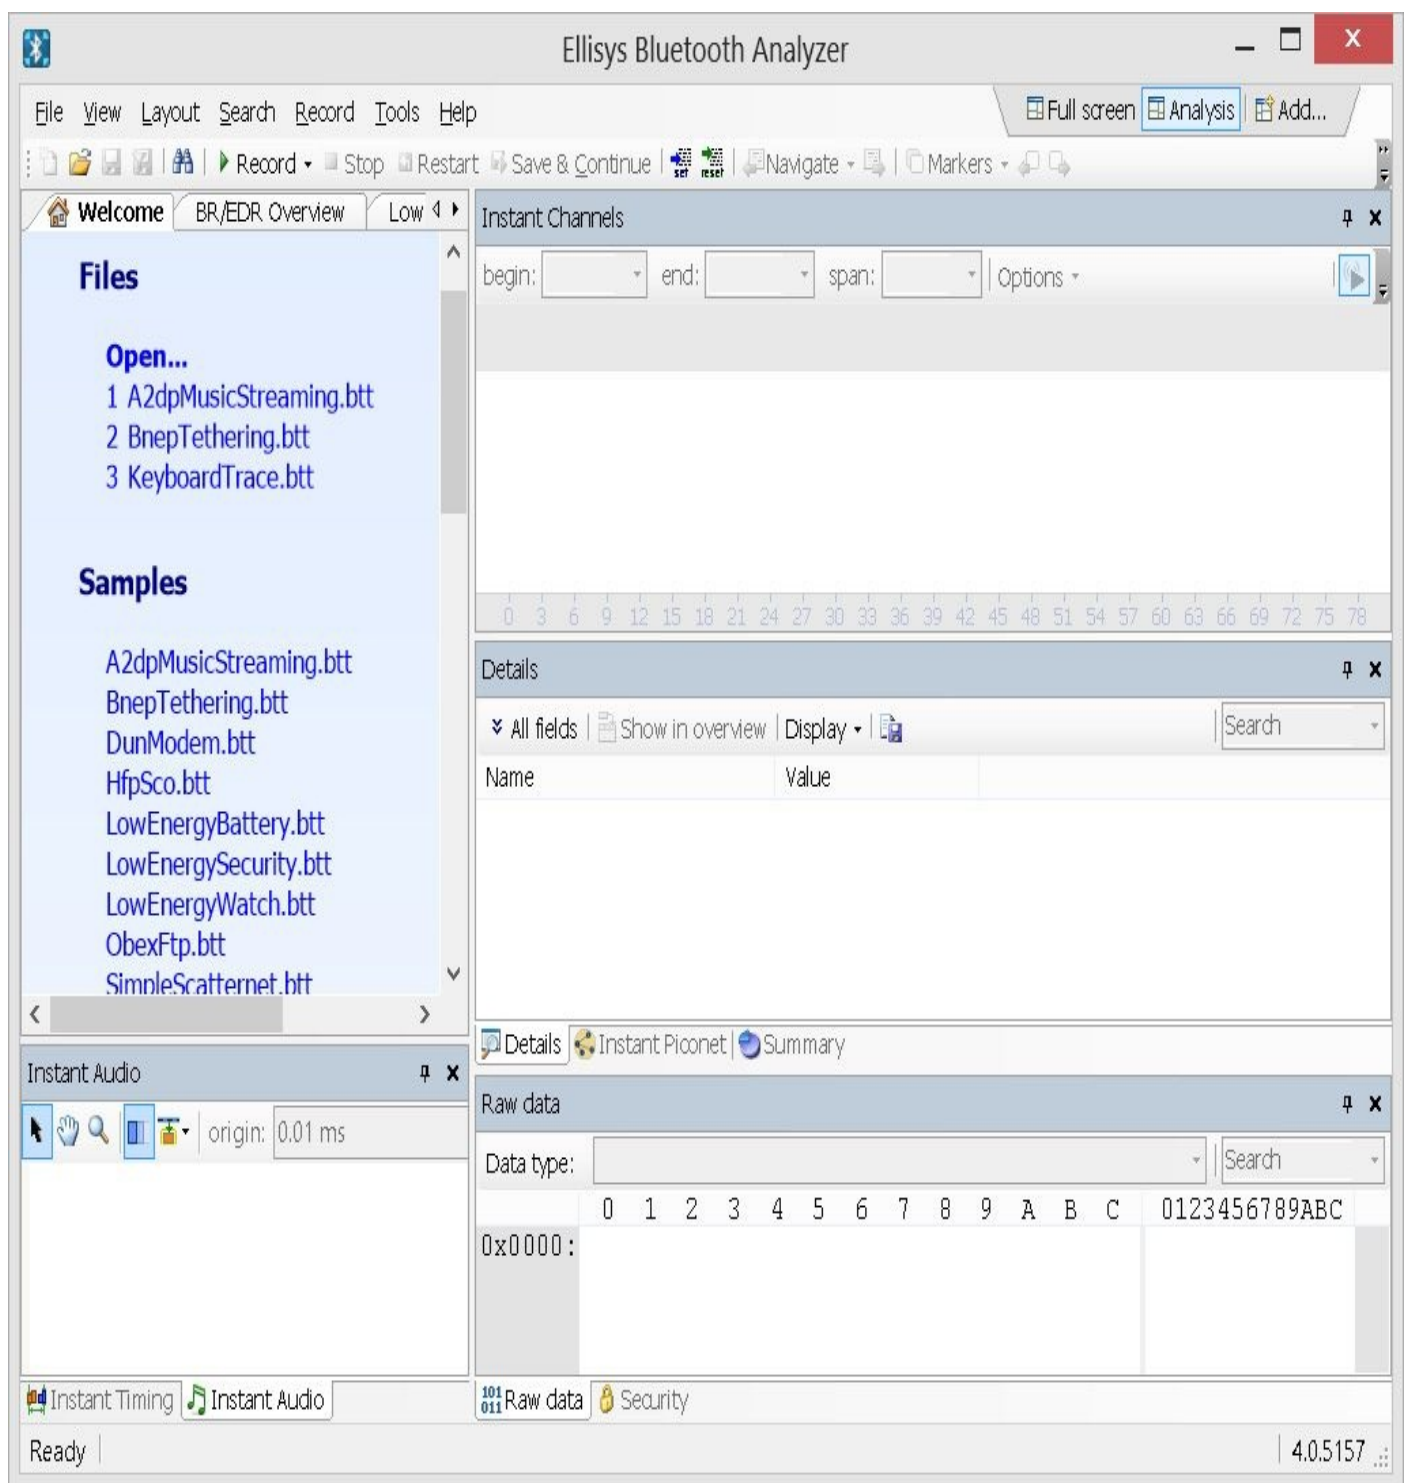 Ellisys Bluetooth Analyzer
File View Layout Search Record Tools Help
Full screen Analysis Add...
Record Stop Restart Save & Continue set reset Navigate Markers
Welcome BR/EDR Overview Low
Files
Open...
1 A2dpMusicStreaming.btt
2 BnepTethering.btt
3 KeyboardTrace.btt
Samples
A2dpMusicStreaming.btt
BnepTethering.btt
DunModem.btt
HfpSco.btt
LowEnergyBattery.btt
LowEnergySecurity.btt
LowEnergyWatch.btt
ObexFtp.btt
SimpleScatternet.btt
Instant Audio
origin: 0.01 ms
Instant Timing Instant Audio
Instant Channels
begin: end: span: Options
0 3 6 9 12 15 18 21 24 27 30 33 36 39 42 45 48 51 54 57 60 63 66 69 72 75 78
Details
All fields Show in overview Display Search
Name Value
Details Instant Piconet Summary
Raw data
Data type: Search
0 1 2 3 4 5 6 7 8 9 A B C 0123456789ABC
0x0000:
101 011 Raw data Security
Ready 4.0.5157